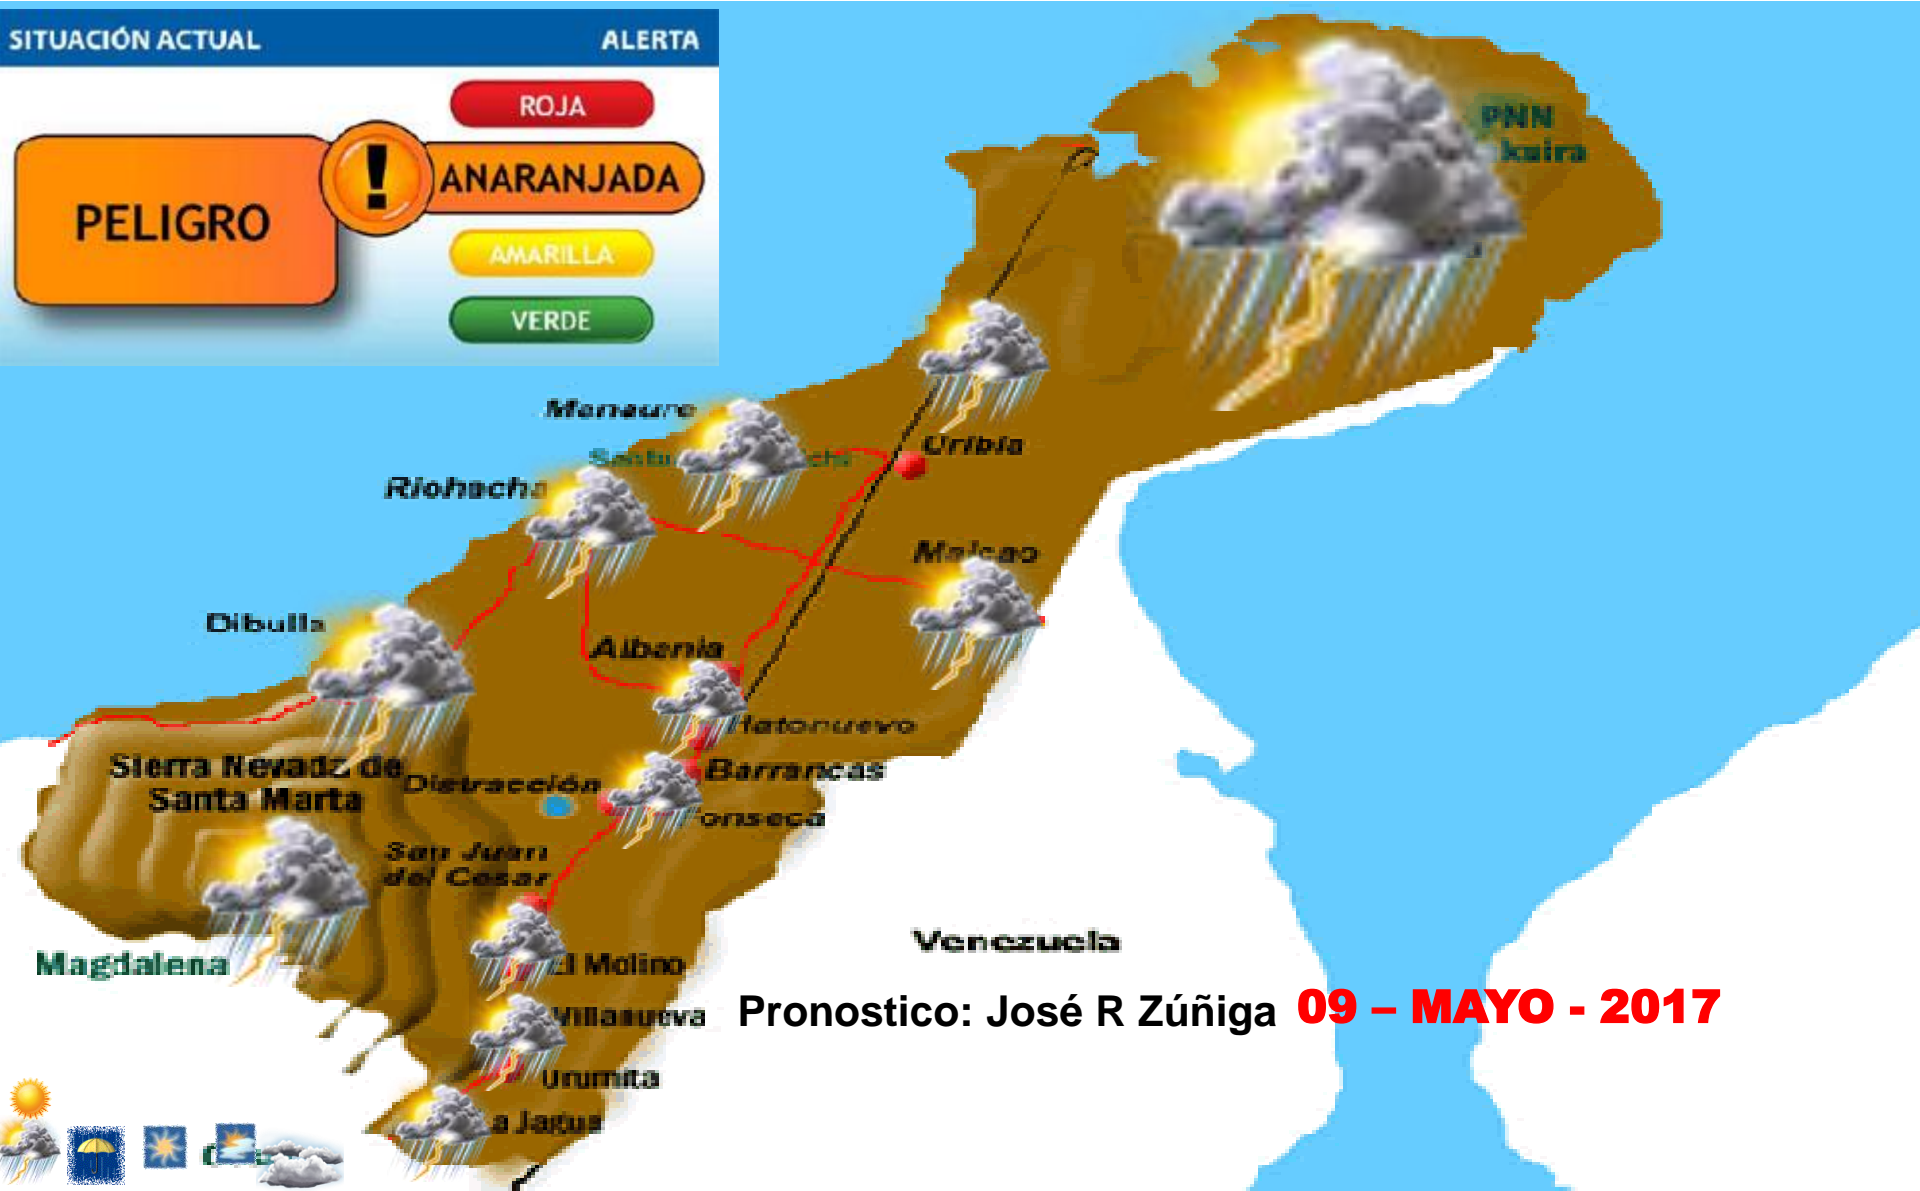 SITUACIÓN ACTUAL ALERTA
ROJA
ANARANJADA
PELIGRO
AMARILLA
VERDE
PNN
Manaure
Uribia
Riohacha
Maicao
Dibulla
Albania
Hatonuevo
Sierra Nevada de
Santa Marta
Distracción
Barrancas
Fonseca
San Juan
del Cesar
Venezuela
Magdalena
El Molino
Villanueva
Pronostico: José R Zúñiga 09 – MAYO - 2017
Urumita
a Jagua